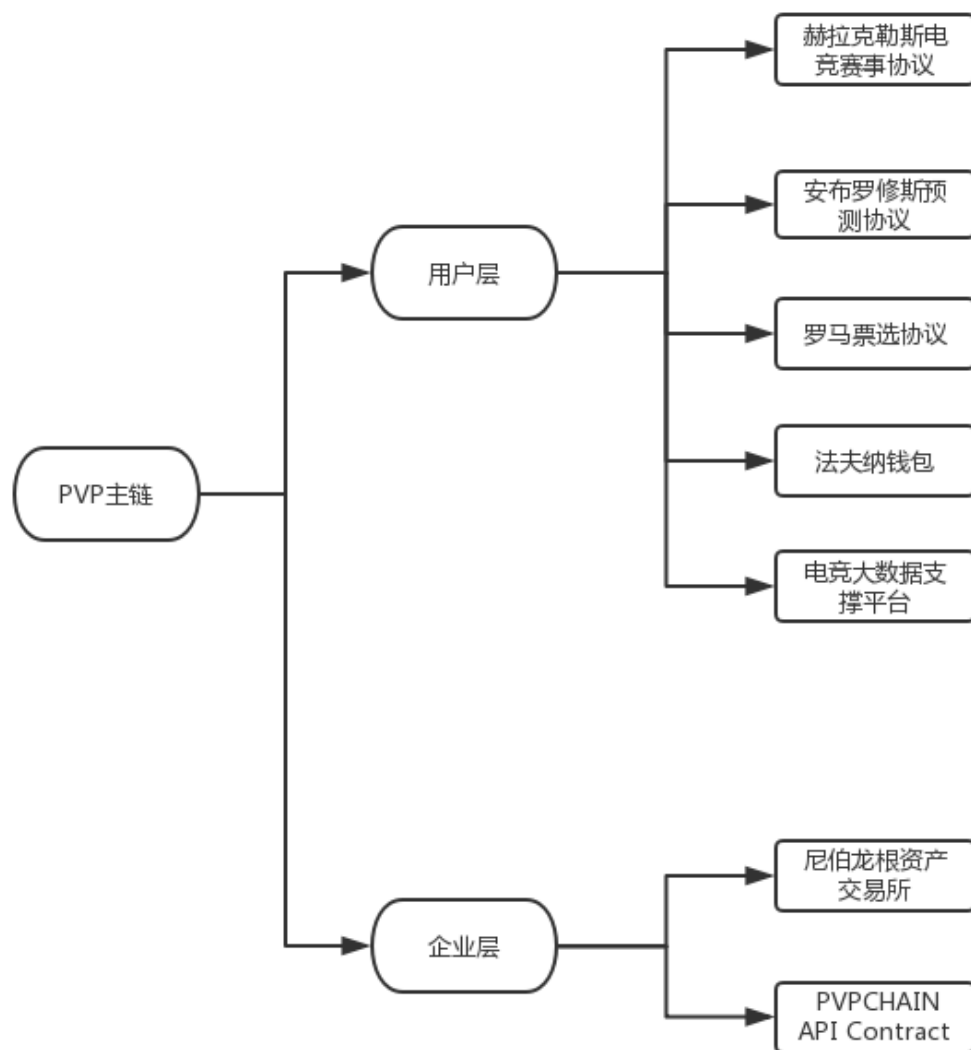 赫拉克勒斯电
竞赛事协议
安布罗修斯预
测协议
用户层
罗马票选协议
法夫纳钱包
PVP主链
电竞大数据支
撑平台
尼伯龙根资产
交易所
企业层
PVPCHAIN
API Contract